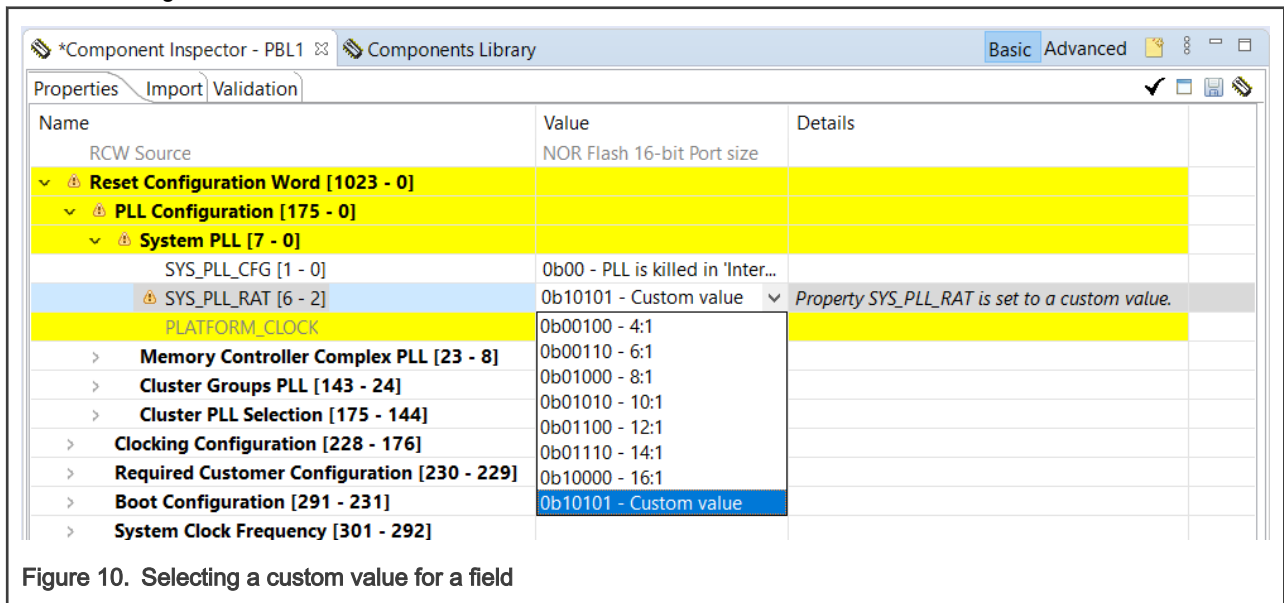 *Component Inspector - PBL1 Components Library Basic Advanced
Properties Import Validation
Name Value Details
RCW Source NOR Flash 16-bit Port size
Reset Configuration Word [1023 - 0]
PLL Configuration [175 - 0]
System PLL [7 - 0]
SYS_PLL_CFG [1 - 0] 0b00 - PLL is killed in 'Inter...
SYS_PLL_RAT [6 - 2] 0b10101 - Custom value Property SYS_PLL_RAT is set to a custom value.
PLATFORM_CLOCK 0b00100 - 4:1
0b00110 - 6:1
Memory Controller Complex PLL [23 - 8]
0b01000 - 8:1
Cluster Groups PLL [143 - 24]
0b01010 - 10:1
Cluster PLL Selection [175 - 144]
0b01100 - 12:1
Clocking Configuration [228 - 176]
0b01110 - 14:1
Required Customer Configuration [230 - 229]
0b10000 - 16:1
Boot Configuration [291 - 231] 0b10101 - Custom value
System Clock Frequency [301 - 292]
Figure 10. Selecting a custom value for a field